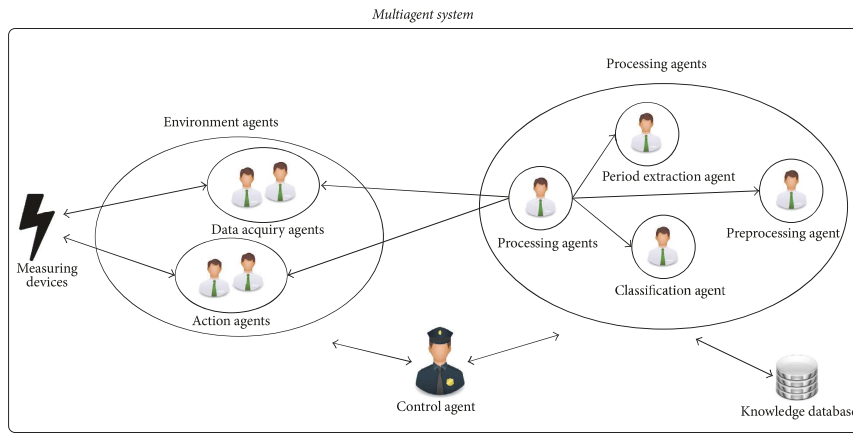 Multiagent system
Processing agents
Environment agents
Period extraction agent
Data acquiry agents
Preprocessing agent
Processing agents
Measuring
devices
Classification agent
Action agents
Control agent
Knowledge database